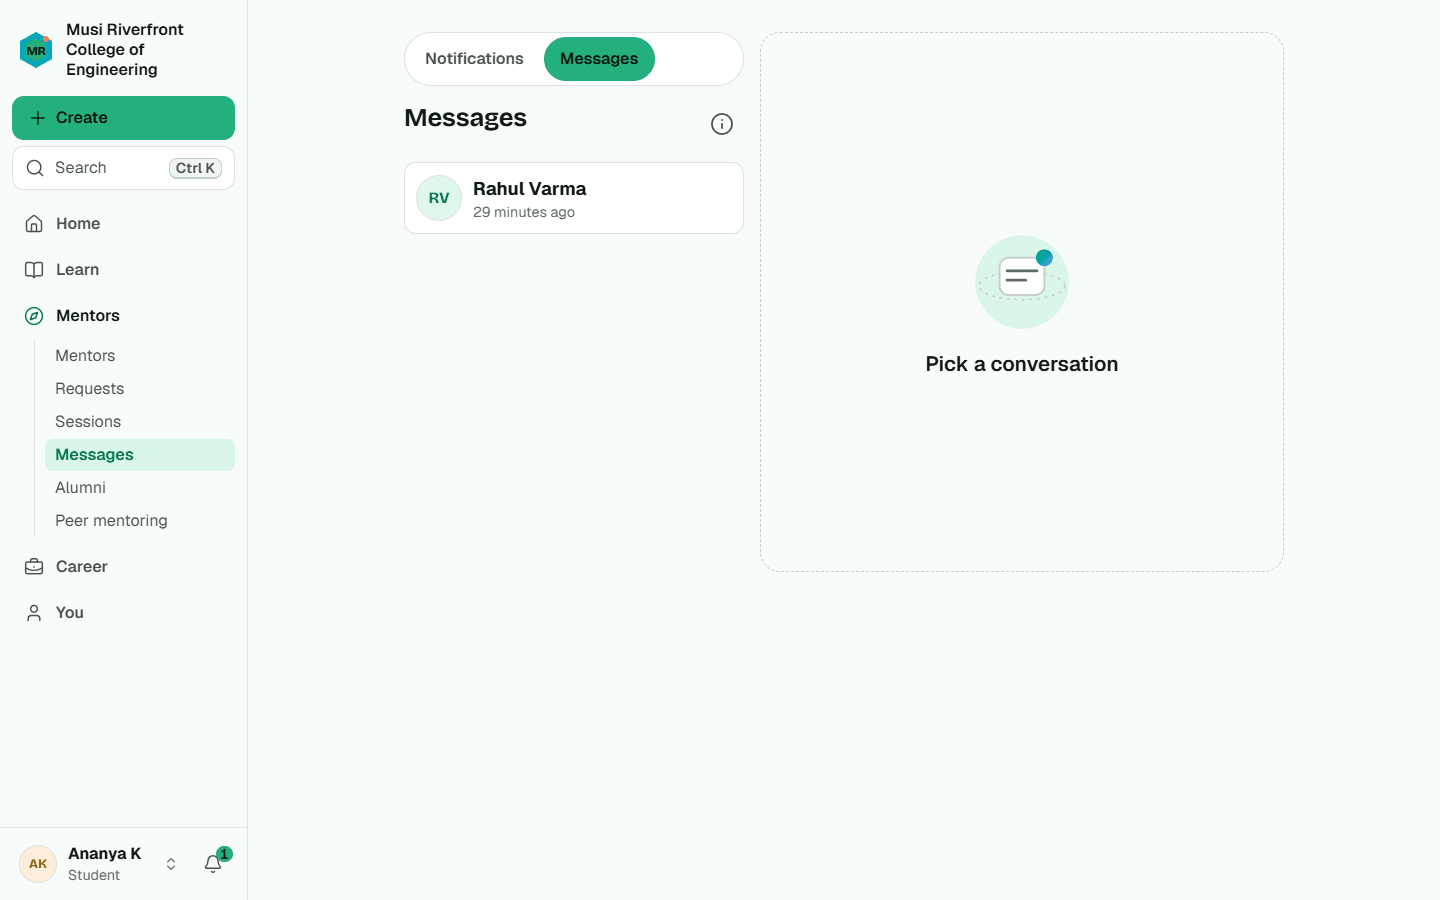 MR
Musi Riverfront
College of
Engineering
Create
Search
Ctrl K
Home
Learn
Mentors
Mentors
Requests
Sessions
Messages
Alumni
Peer mentoring
Career
You
AK
Ananya K
Student
1
Notifications
Messages
Messages
RV
Rahul Varma
29 minutes ago
Pick a conversation